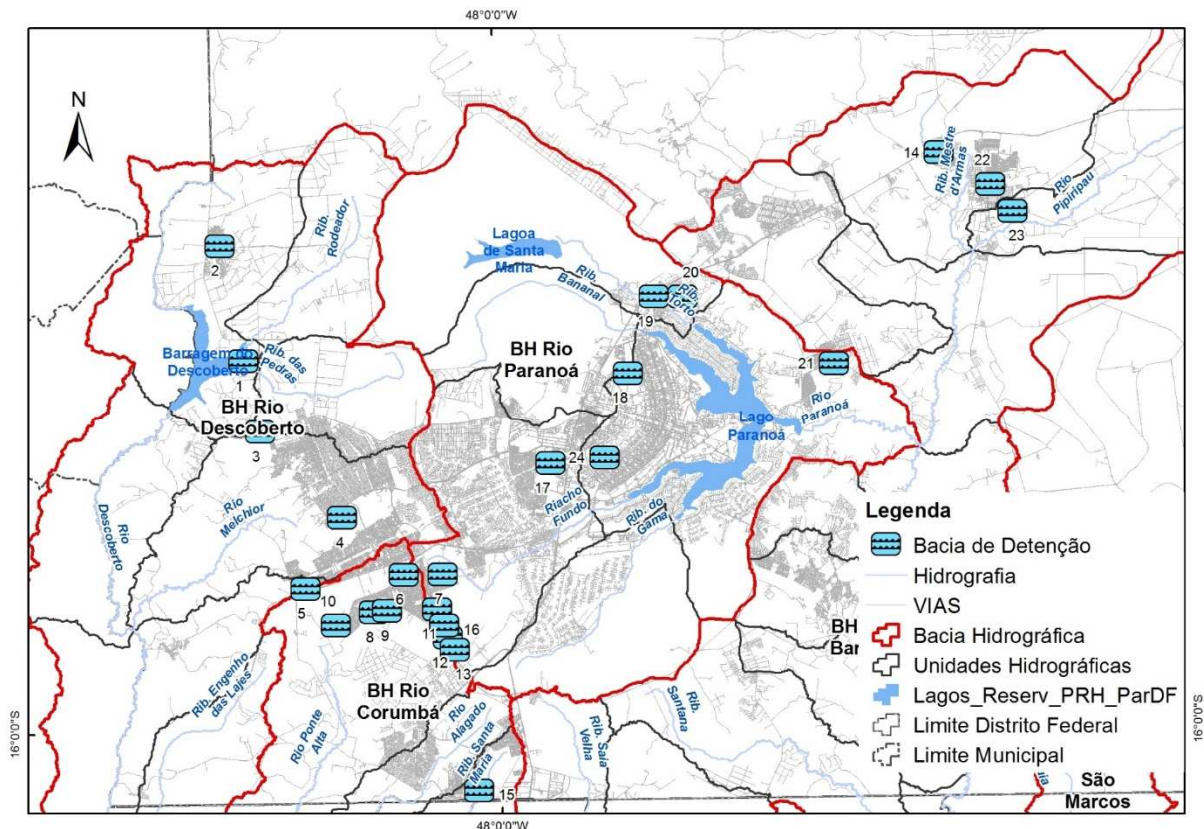 48°0'0"W
N
14
Rib. Mestre
d'Armas
22
Rio
Pipiripau
23
Rib.
Rodeador
2
Lagoa
de Santa
Maria
Rib.
Bananal
20
Rib.
Torto
19
Barragem do
Descoberto
Rib. das
Pedras
1
BH Rio
Descoberto
3
BH Rio
Paranoá
18
21
Rio
Paranoá
Lago
Paranoá
24
17
Riacho
Fundo
Rib. do
Gama
Rio
Melchior
Rio
Descoberto
4
5
10
6
7
8
9
11
16
12
13
BH Rio
Corumbá
Rib. Engenho
das Lajes
Rio Ponte
Alta
Rio
Alagado
Rib. Santa
Maria
15
Rib. Saia
Velha
Rib.
Santana
BH
Bar
Legenda
Bacia de Detenção
Hidrografia
VIAS
Bacia Hidrográfica
Unidades Hidrográficas
Lagos_Reserv_PRH_ParDF
Limite Distrito Federal
Limite Municipal
São
Marcos
16°0'0"S
16°0'0"S
48°0'0"W